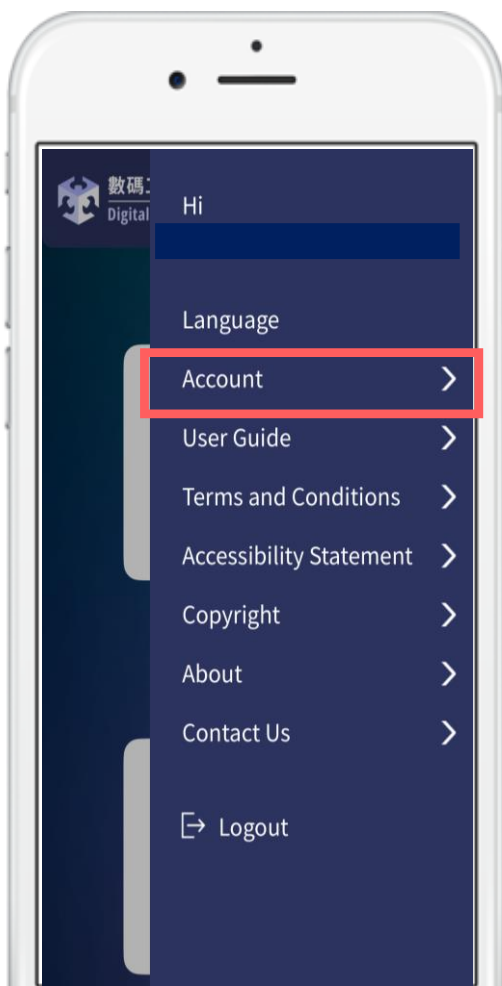 數碼
Digital
Hi
Language
Account
User Guide
Terms and Conditions
Accessibility Statement
Copyright
About
Contact Us
Logout